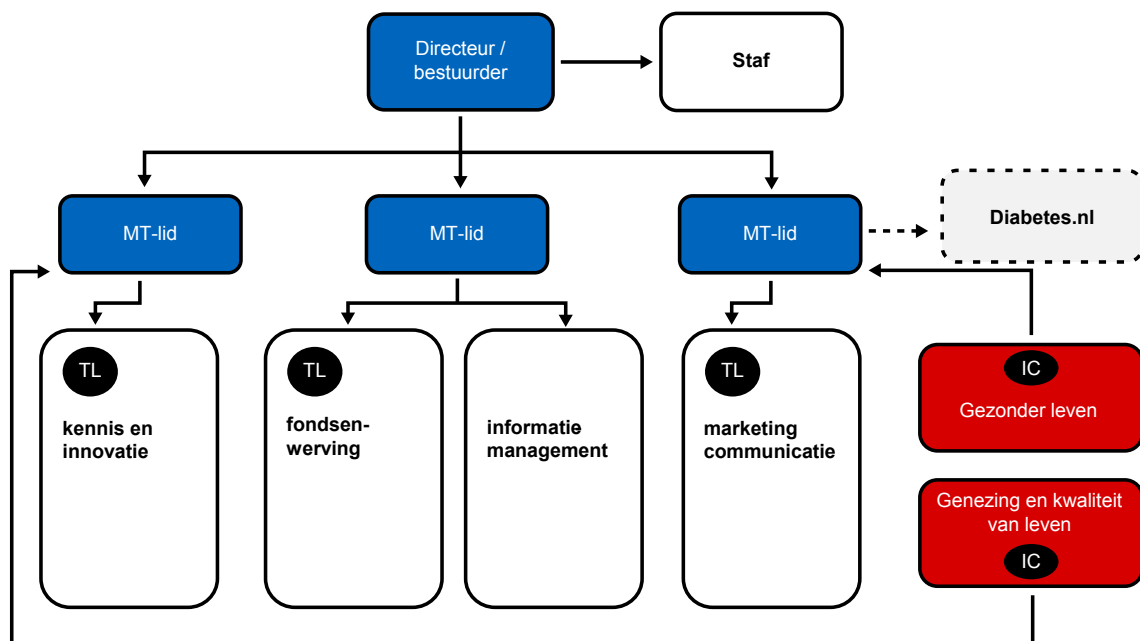 Directeur /
bestuurder
Staf
MT-lid
MT-lid
MT-lid
Diabetes.nl
TL
kennis en
innovatie
TL
fondsen-
werving
informatie
management
TL
marketing
communicatie
IC
Gezonder leven
Genezing en kwaliteit
van leven
IC